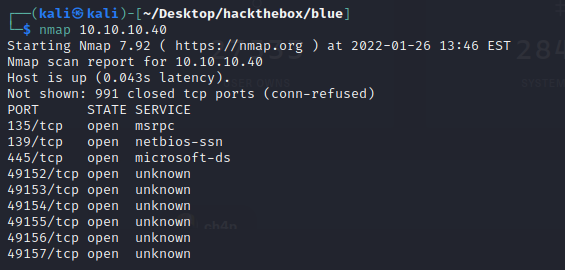 ┌──(kali㉿kali)-[~/Desktop/hackthebox/blue]
└─$ nmap 10.10.10.40
Starting Nmap 7.92 ( https://nmap.org ) at 2022-01-26 13:46 EST
Nmap scan report for 10.10.10.40
Host is up (0.043s latency).
Not shown: 991 closed tcp ports (conn-refused)
PORT      STATE SERVICE
135/tcp   open  msrpc
139/tcp   open  netbios-ssn
445/tcp   open  microsoft-ds
49152/tcp open  unknown
49153/tcp open  unknown
49154/tcp open  unknown
49155/tcp open  unknown
49156/tcp open  unknown
49157/tcp open  unknown